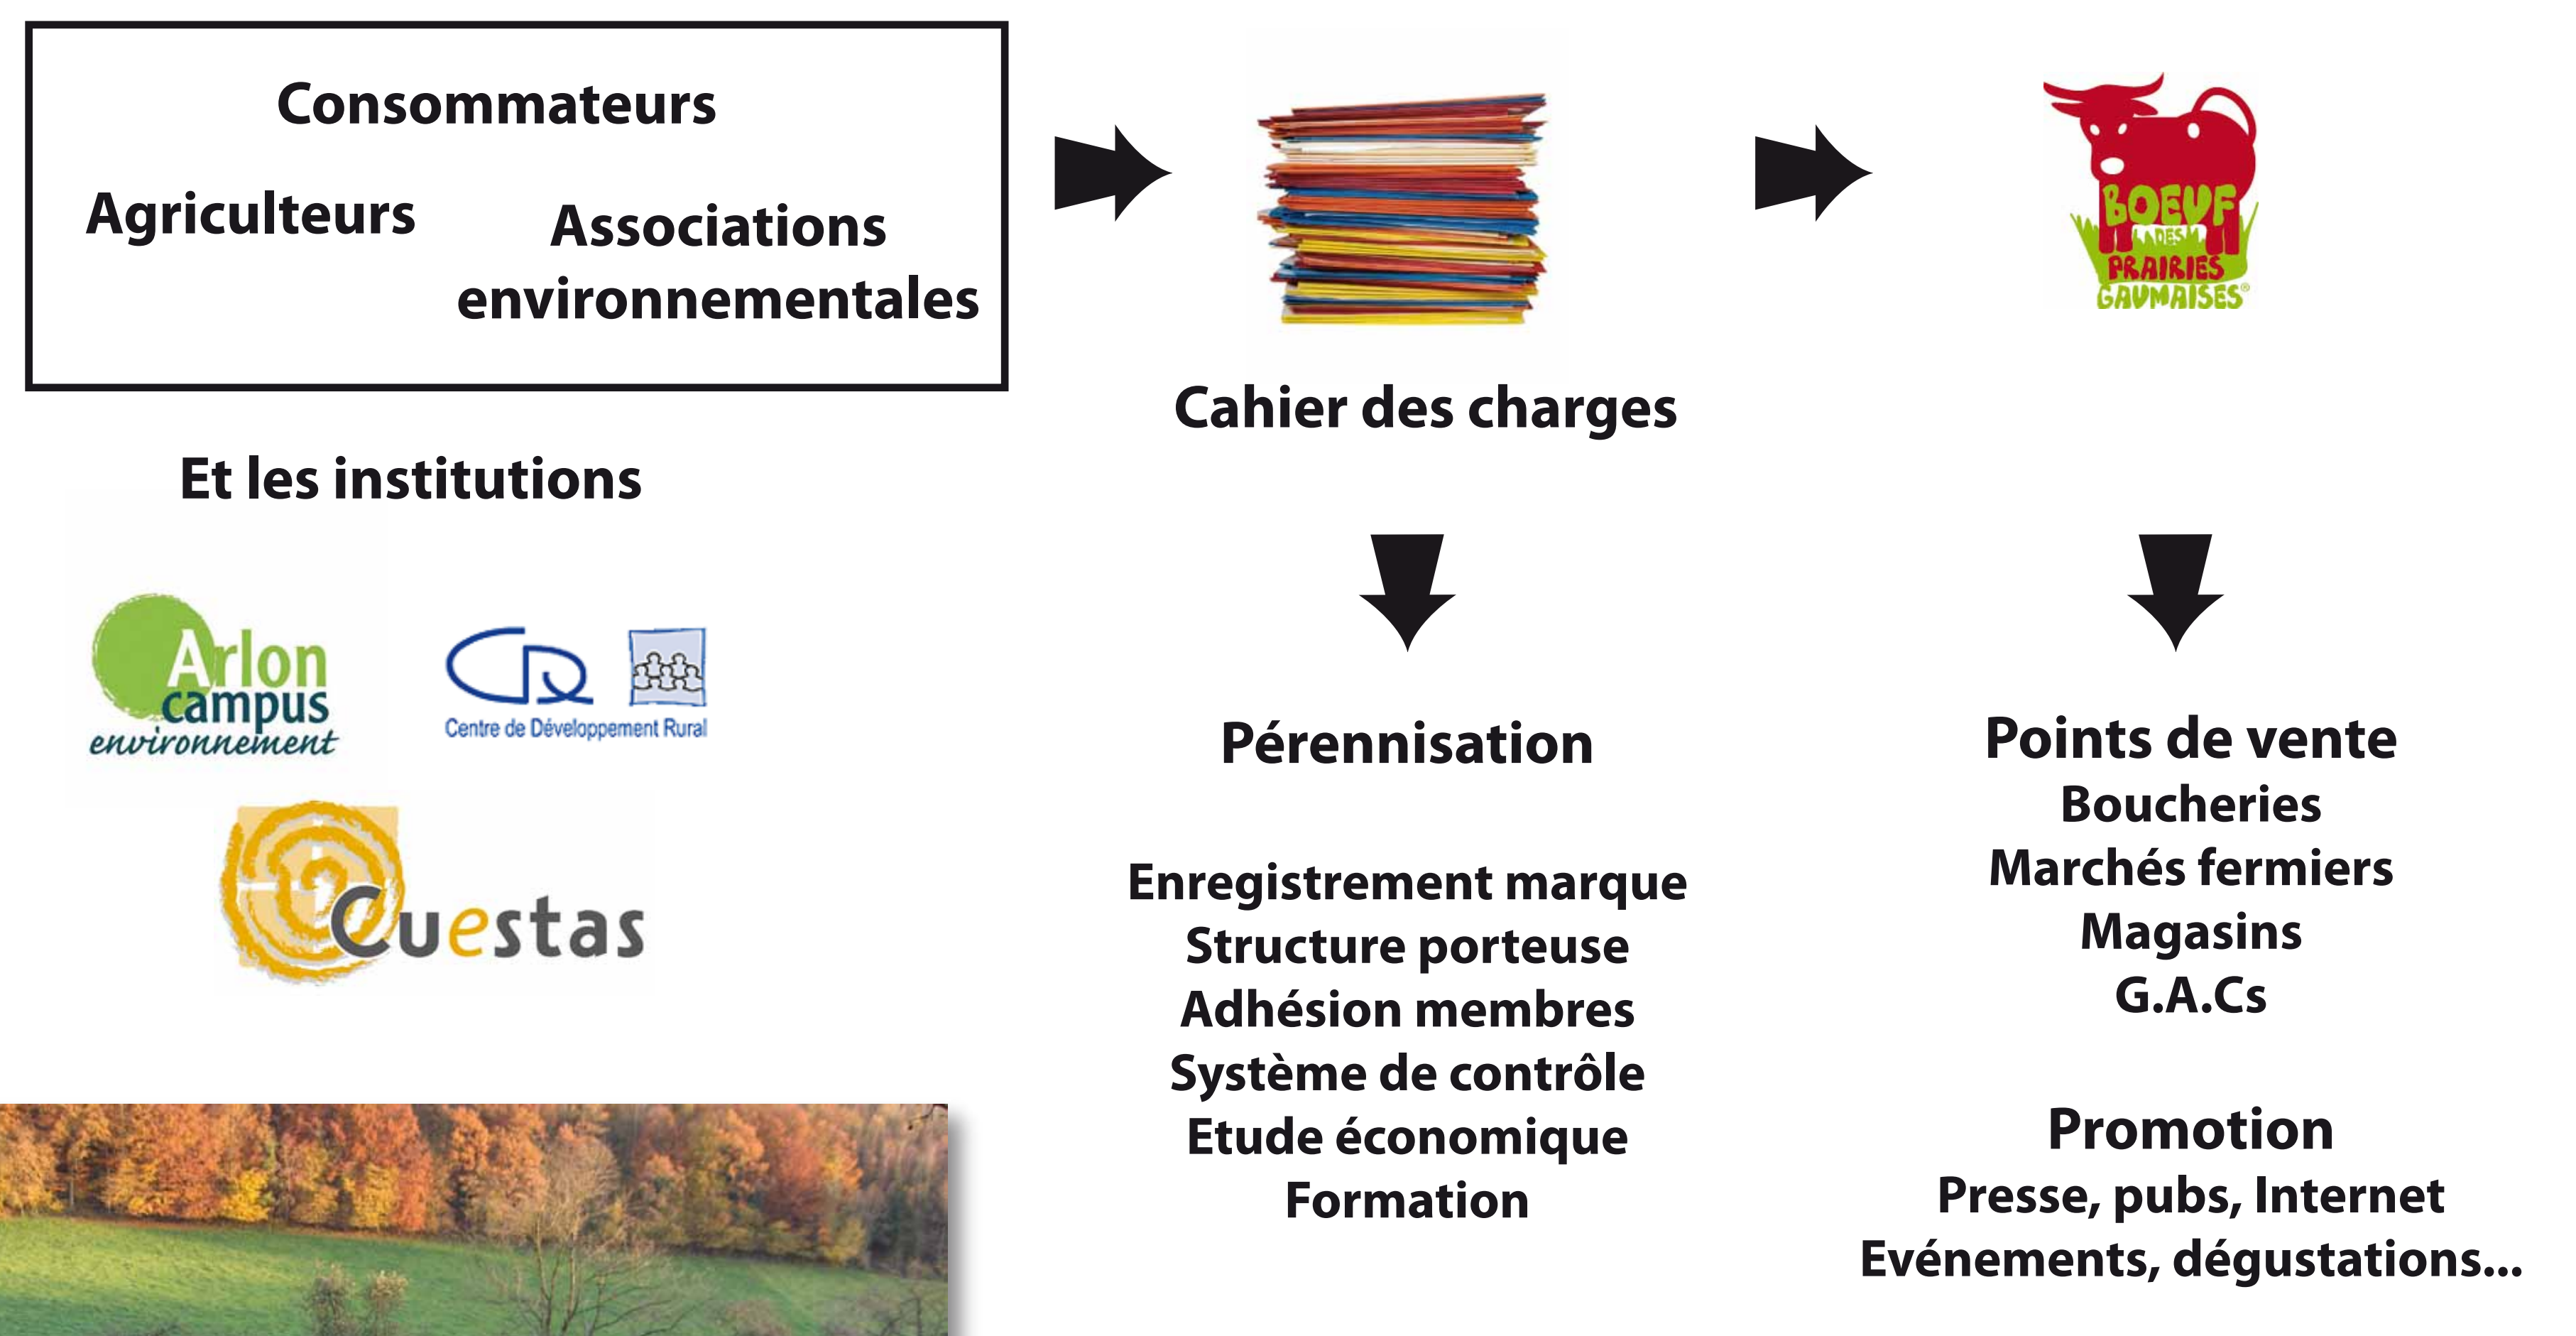 Consommateurs
Agriculteurs
Associations
environnementales
Et les institutions
Arlon
campus
environnement
Centre de Développement Rural
Cuestas
Cahier des charges
Pérennisation
Enregistrement marque
Structure porteuse
Adhésion membres
Système de contrôle
Etude économique
Formation
BOEUF
DES
PRAIRIES
GAUMAISES®
Points de vente
Boucheries
Marchés fermiers
Magasins
G.A.Cs
Promotion
Presse, pubs, Internet
Evénements, dégustations...